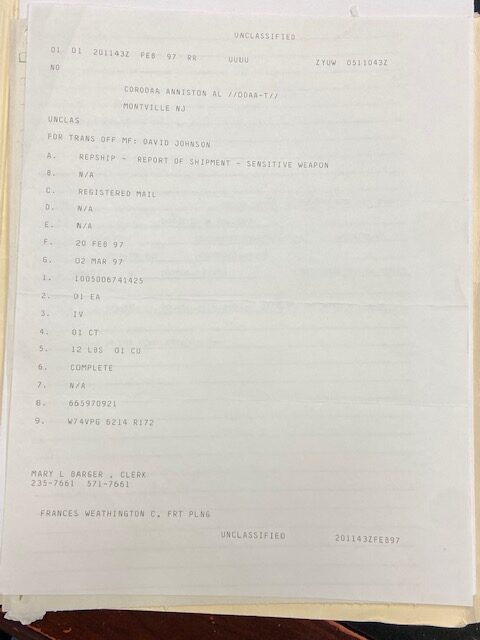 UNCLASSIFIED
01 01 201143Z FEB 97 RR UUUU ZYUW 0511043Z
NO
CDRDDAA ANNISTON AL //DDAA-T//
MONTVILLE NJ
UNCLAS
FOR TRANS OFF MF: DAVID JOHNSON
A. REPSHIP - REPORT OF SHIPMENT - SENSITIVE WEAPON
B. N/A
C. REGISTERED MAIL
D. N/A
E. N/A
F. 20 FEB 97
G. 02 MAR 97
1. 1005006741425
2. 01 EA
3. IV
4. 01 CT
5. 12 LBS 01 CU
6. COMPLETE
7. N/A
8. 665970921
9. W74VPG 6214 R172
MARY L BARGER , CLERK
235-7661 571-7661
FRANCES WEATHINGTON C, FRT PLNG
UNCLASSIFIED 201143ZFEB97